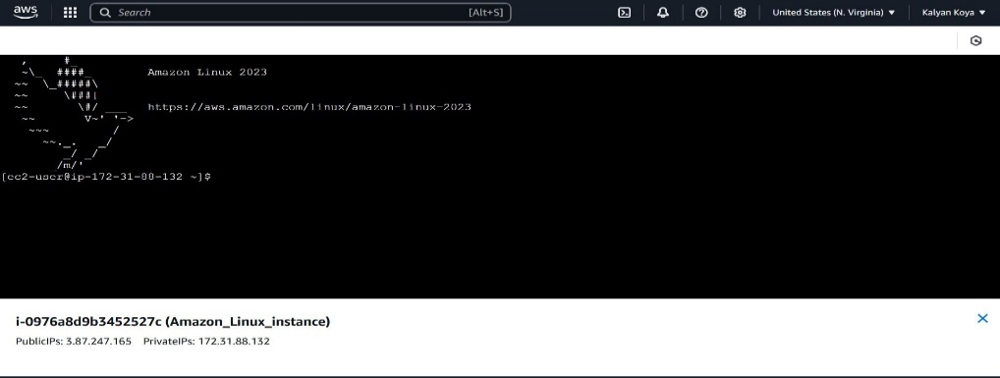 aws Search [Alt+S] United States (N. Virginia) ▼ Kalyan Koya ▼
   ,     #_
   ~\_  ####_        Amazon Linux 2023
  ~~  \_#####\
  ~~     \###|
  ~~       \#/ ___   https://aws.amazon.com/linux/amazon-linux-2023
   ~~       V~' '->
    ~~~         /
      ~~._.   _/
         _/ _/
       _/m/'
[ec2-user@ip-172-31-88-132 ~]$
i-0976a8d9b3452527c (Amazon_Linux_instance)
PublicIPs: 3.87.247.165 PrivateIPs: 172.31.88.132